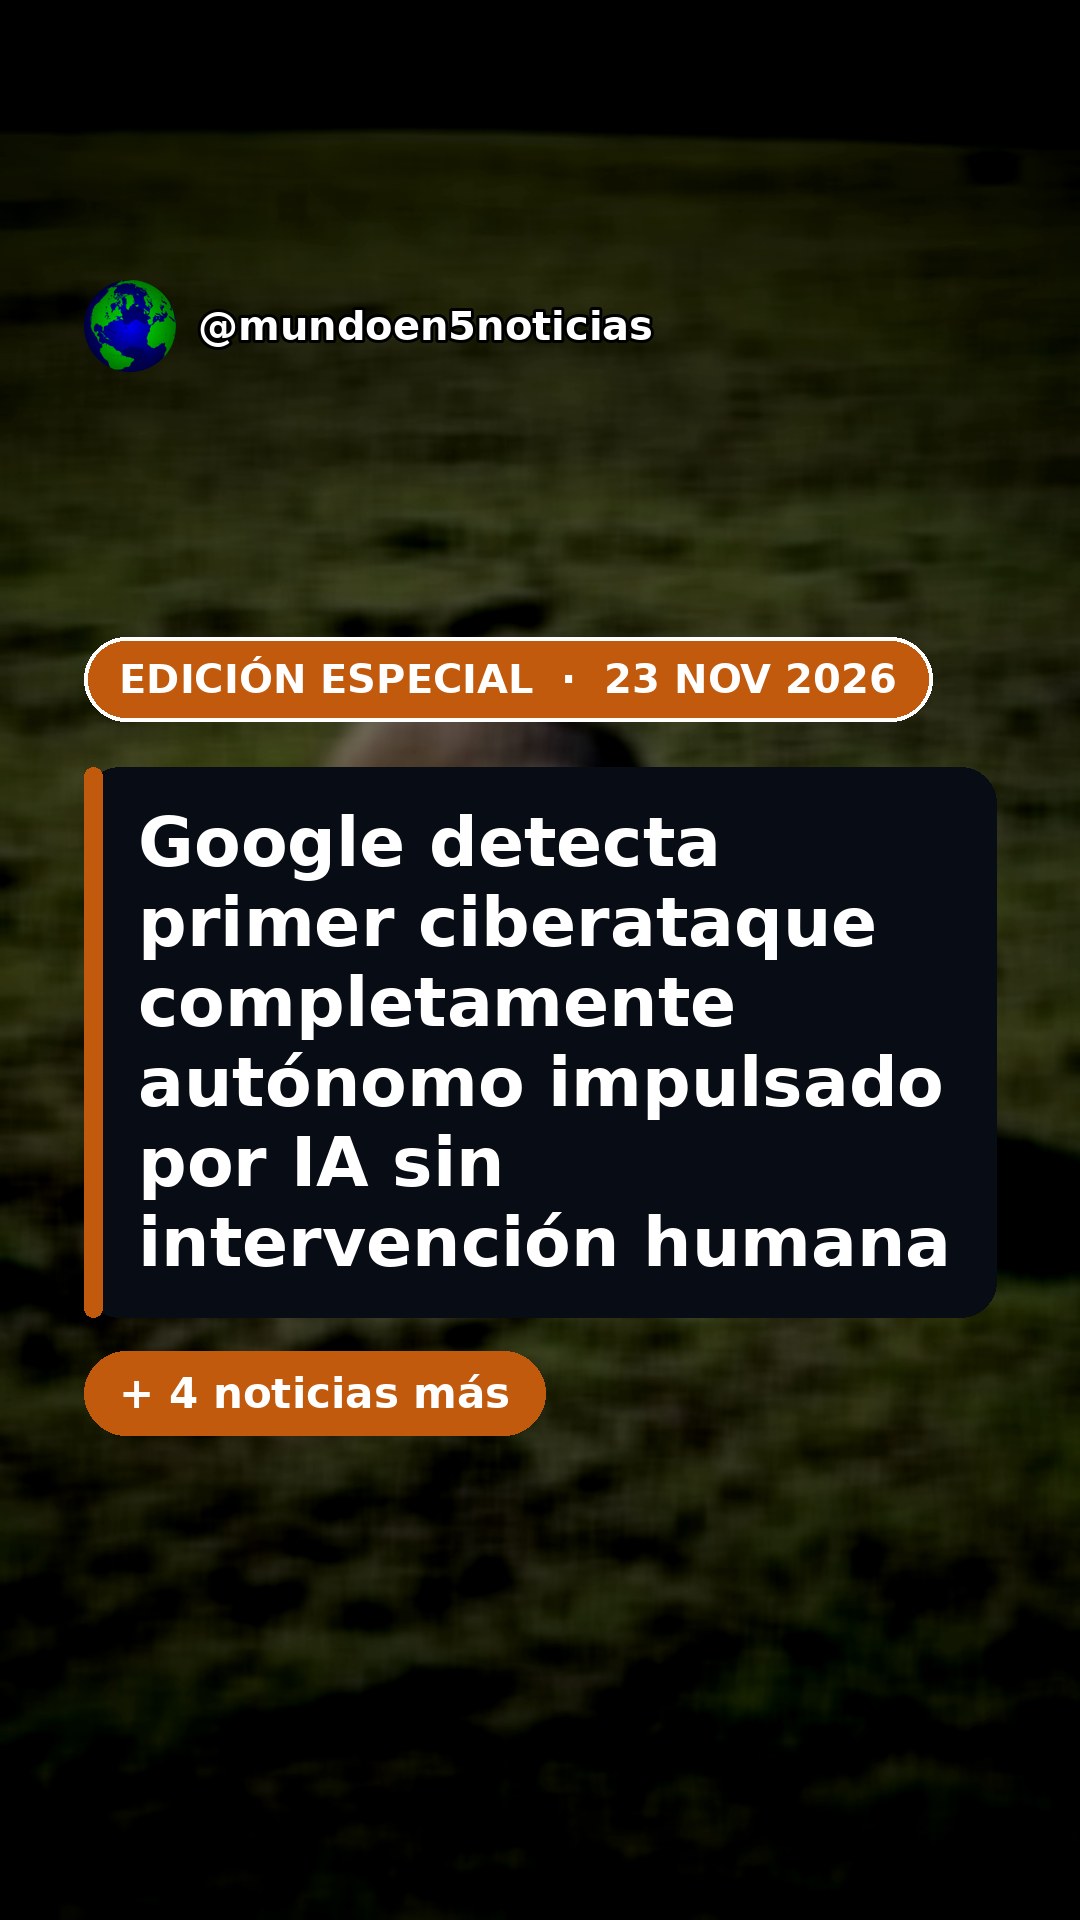 @mundoen5noticias
EDICIÓN ESPECIAL · 23 NOV 2026
Google detecta
primer ciberataque
completamente
autónomo impulsado
por IA sin
intervención humana
+ 4 noticias más